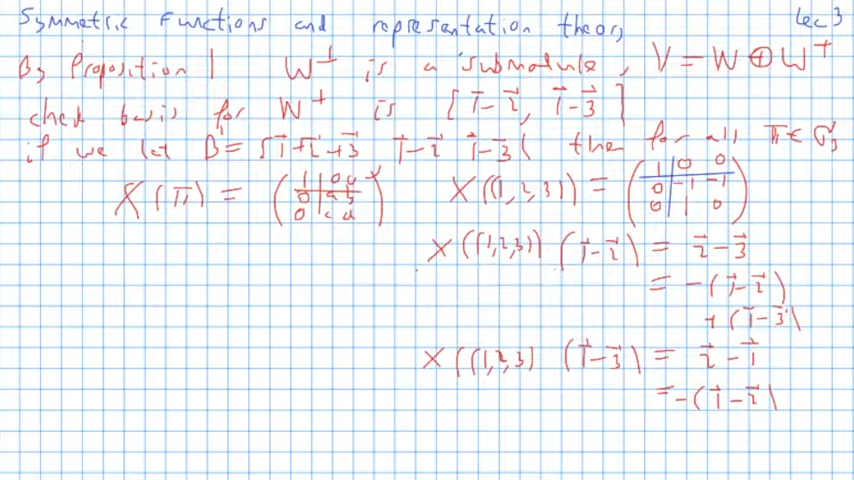 Symmetric Functions and representation theory Lec 3
By Proposition 1 W^⊥ is a submodule, V = W ⊕ W^⊥
check basis for W^⊥ is [1⃗-2⃗, 1⃗-3⃗]
if we let B = {1⃗+2⃗+3⃗, 1⃗-2⃗, 1⃗-3⃗} then for all π ∈ S_3
X(π) = (1 | 0 0
0 | a b
0 | c d)
X((1,2,3)) = (1 | 0 0
0 | -1 -1
0 | 1 0)
X((1,2,3)) (1⃗-2⃗) = 2⃗-3⃗
= -(1⃗-2⃗)
+(1⃗-3⃗)
X((1,2,3) (1⃗-3⃗) = 2⃗-1⃗
= -(1⃗-2⃗)